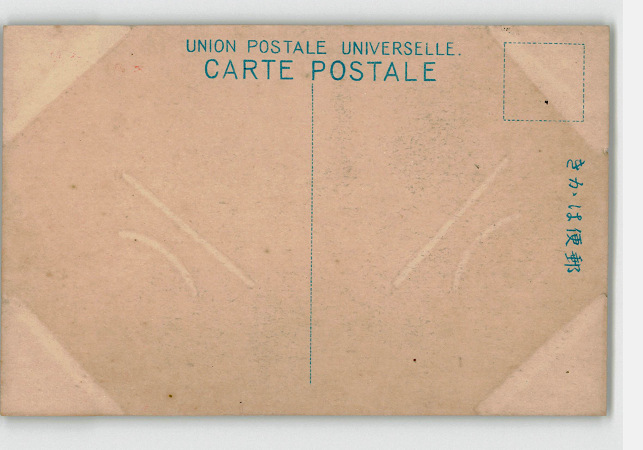 UNION POSTALE UNIVERSELLE.
CARTE POSTALE
きかは便郵